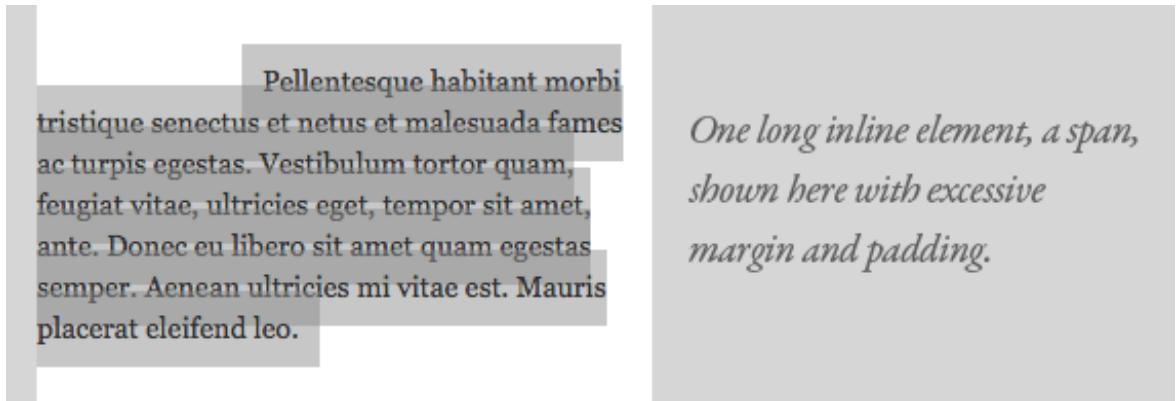 Pellentesque habitant morbi
tristique senectus et netus et malesuada fames
ac turpis egestas. Vestibulum tortor quam,
feugiat vitae, ultricies eget, tempor sit amet,
ante. Donec eu libero sit amet quam egestas
semper. Aenean ultricies mi vitae est. Mauris
placerat eleifend leo.
One long inline element, a span,
shown here with excessive
margin and padding.